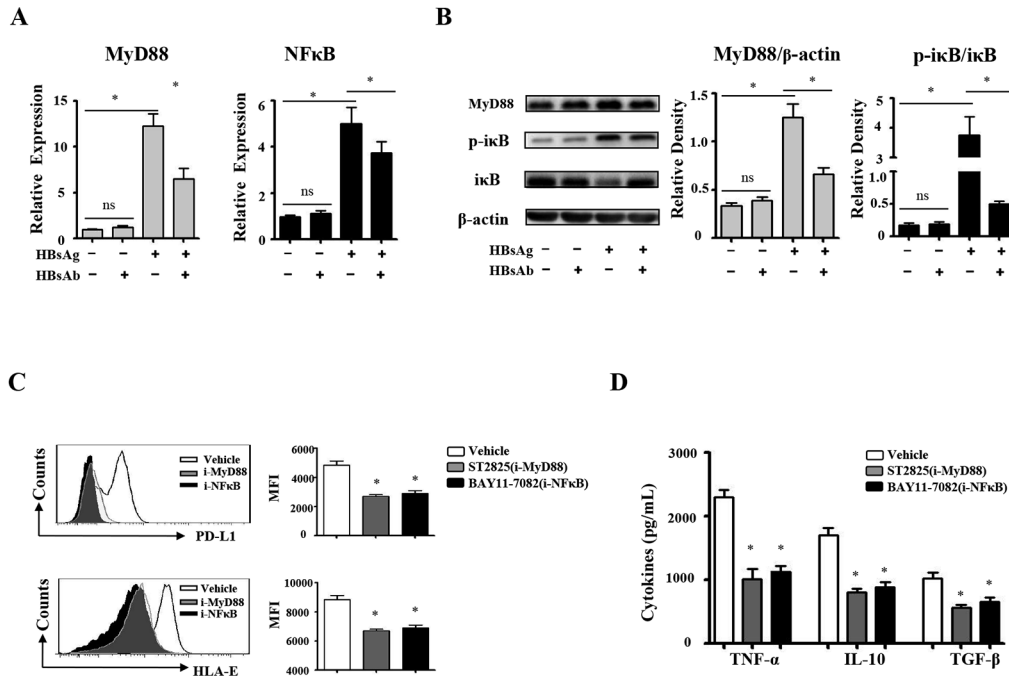 A
MyD88
*
*
ns
Relative Expression
15
10
5
0
HBsAg - - + +
HBsAb - + - +
NFκB
*
*
ns
Relative Expression
6
4
2
0
- - + +
- + - +
B
MyD88
p-iκB
iκB
β-actin
HBsAg - - + +
HBsAb - + - +
MyD88/β-actin
*
*
ns
Relative Density
1.5
1.0
0.5
0.0
- - + +
- + - +
p-iκB/iκB
*
*
ns
Relative Density
5
4
3
1.0
0.5
0.0
- - + +
- + - +
C
Counts
Vehicle
i-MyD88
i-NFκB
PD-L1
MFI
6000
4000
2000
0
* *
Vehicle
ST2825(i-MyD88)
BAY11-7082(i-NFκB)
Counts
Vehicle
i-MyD88
i-NFκB
HLA-E
MFI
10000
8000
6000
4000
* *
D
Vehicle
ST2825(i-MyD88)
BAY11-7082(i-NFκB)
Cytokines (pg/mL)
3000
2000
1000
0
* *
* *
* *
TNF-α IL-10 TGF-β